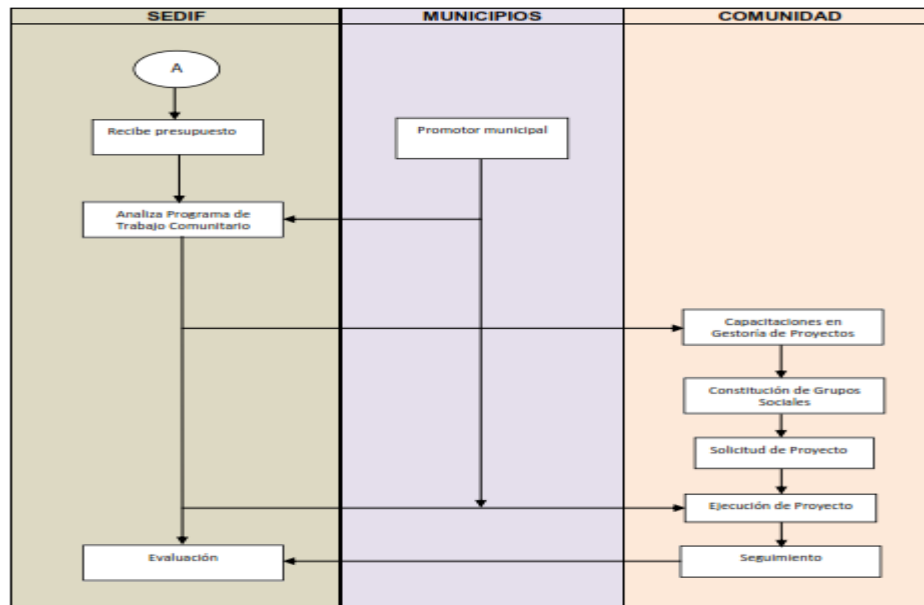 SEDIF
MUNICIPIOS
COMUNIDAD
A
Recibe presupuesto
Promotor municipal
Analiza Programa de
Trabajo Comunitario
Capacitaciones en
Gestoría de Proyectos
Constitución de Grupos
Sociales
Solicitud de Proyecto
Ejecución de Proyecto
Evaluación
Seguimiento